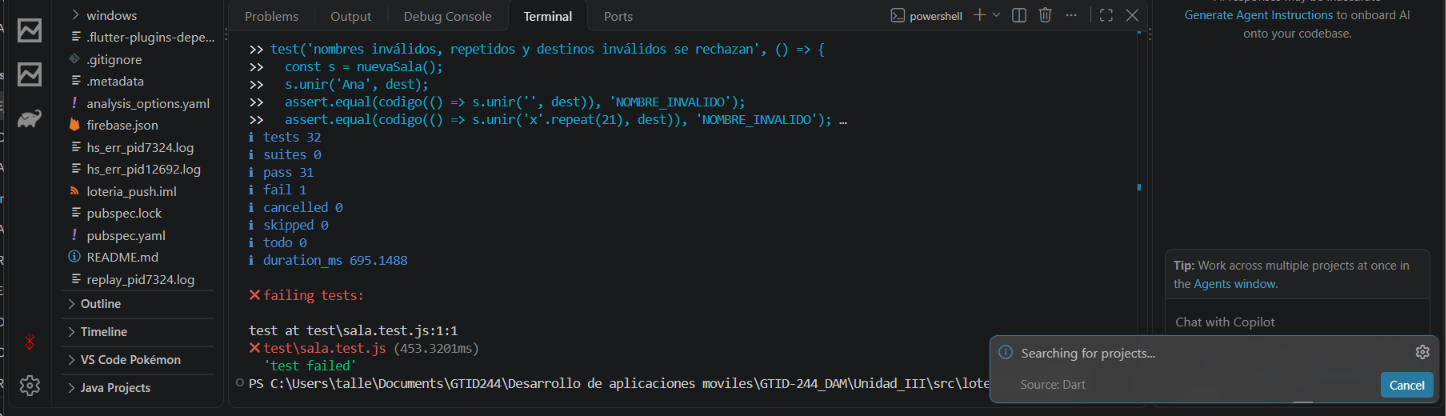 windows
.flutter-plugins-depe...
.gitignore
.metadata
analysis_options.yaml
firebase.json
hs_err_pid7324.log
hs_err_pid12692.log
loteria_push.iml
pubspec.lock
pubspec.yaml
README.md
replay_pid7324.log
Outline
Timeline
VS Code Pokémon
Java Projects
Problems Output Debug Console Terminal Ports
powershell
>> test('nombres inválidos, repetidos y destinos inválidos se rechazan', () => {
>> const s = nuevaSala();
>> s.unir('Ana', dest);
>> assert.equal(codigo(() => s.unir('', dest)), 'NOMBRE_INVALIDO');
>> assert.equal(codigo(() => s.unir('x'.repeat(21), dest)), 'NOMBRE_INVALIDO'); …
ℹ tests 32
ℹ suites 0
ℹ pass 31
ℹ fail 1
ℹ cancelled 0
ℹ skipped 0
ℹ todo 0
ℹ duration_ms 695.1488
✖ failing tests:
test at test\sala.test.js:1:1
✖ test\sala.test.js (453.3201ms)
'test failed'
PS C:\Users\talle\Documents\GTID244\Desarrollo de aplicaciones moviles\GTID-244_DAM\Unidad_III\src\lote
Generate Agent Instructions to onboard AI
onto your codebase.
Tip: Work across multiple projects at once in
the Agents window.
Chat with Copilot
Searching for projects...
Source: Dart
Cancel